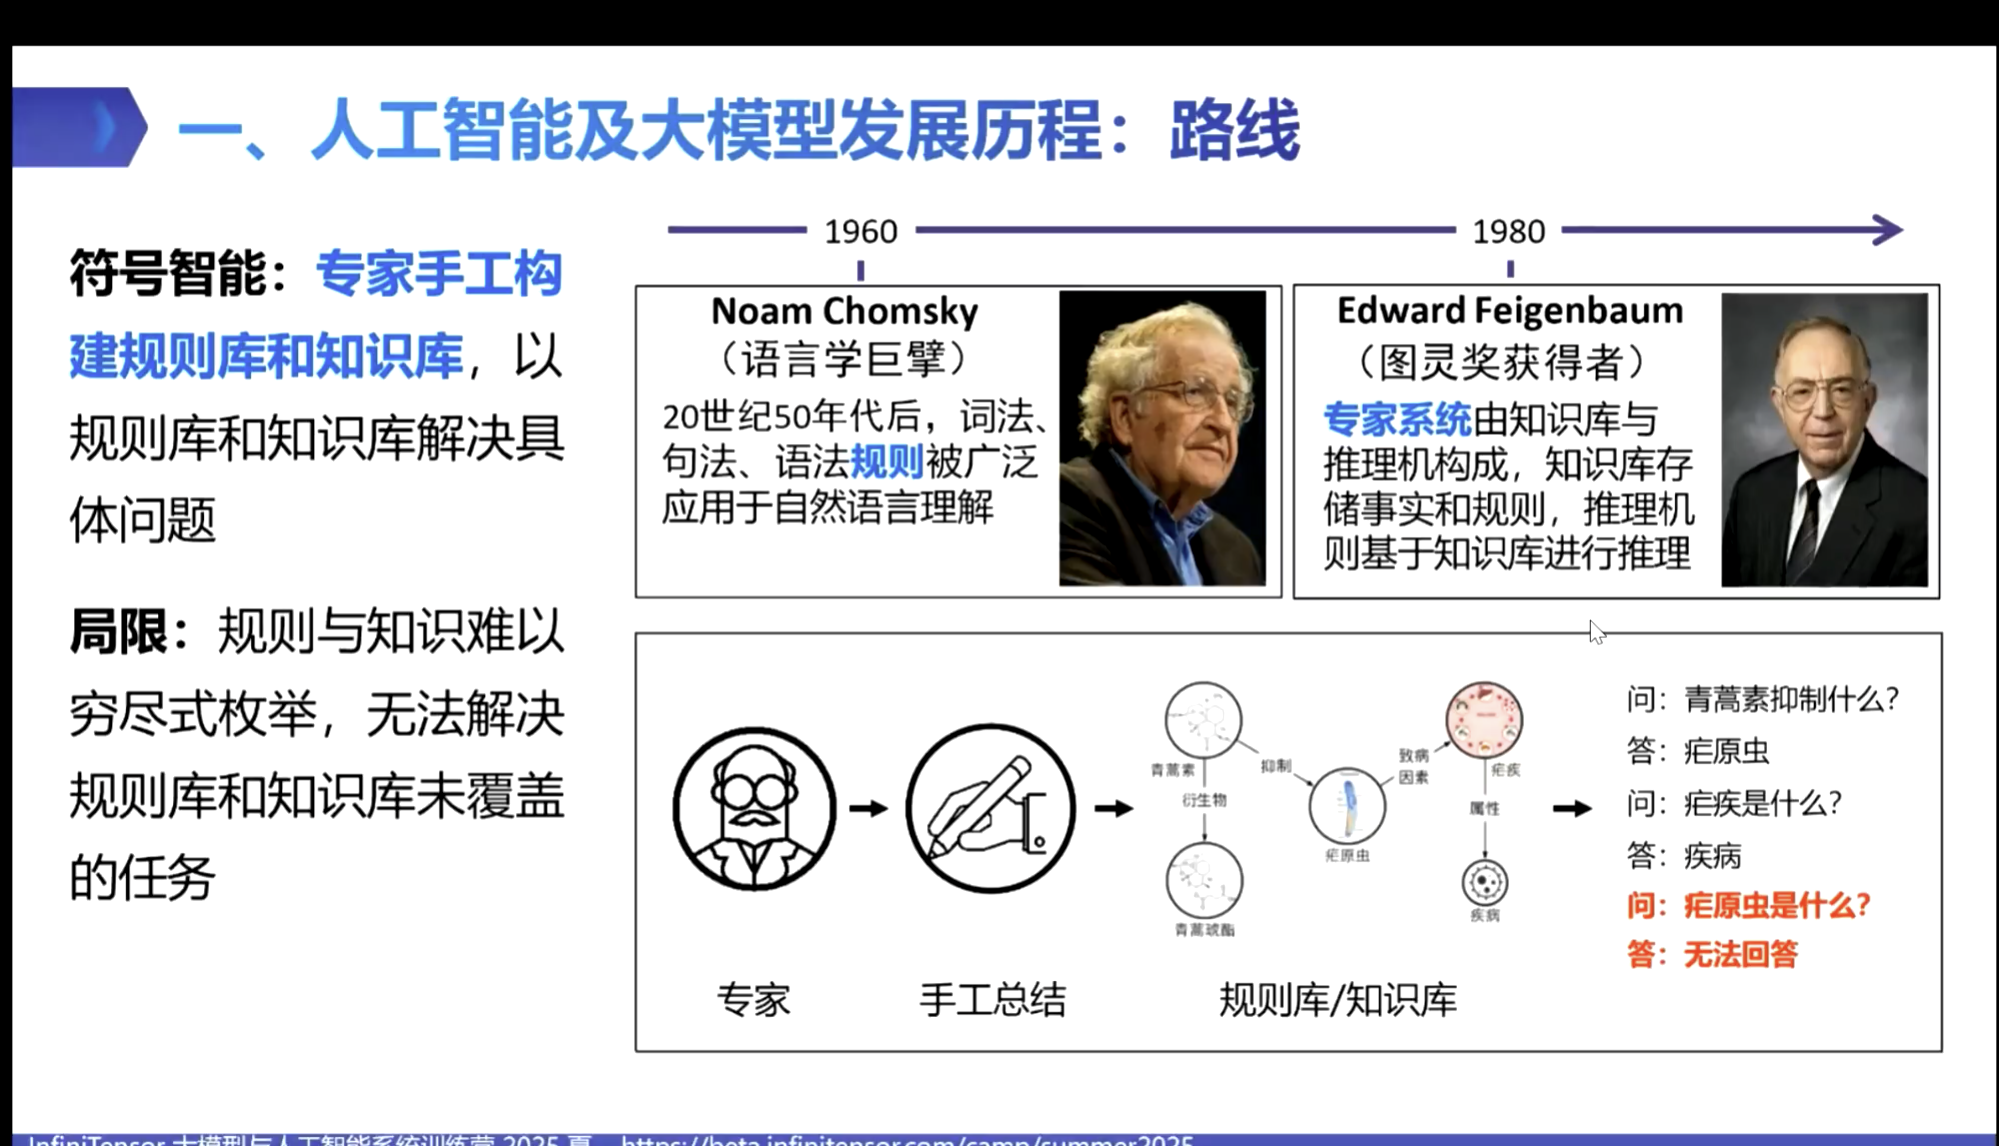 一、人工智能及大模型发展历程：路线
符号智能：专家手工构
建规则库和知识库，以
规则库和知识库解决具
体问题
局限：规则与知识难以
穷尽式枚举，无法解决
规则库和知识库未覆盖
的任务
1960
1980
Noam Chomsky
（语言学巨擘）
20世纪50年代后，词法、
句法、语法规则被广泛
应用于自然语言理解
Edward Feigenbaum
（图灵奖获得者）
专家系统由知识库与
推理机构成，知识库存
储事实和规则，推理机
则基于知识库进行推理
专家
手工总结
青蒿素
抑制
衍生物
青蒿琥酯
疟原虫
致病
因素
疟疾
属性
疾病
规则库/知识库
问：青蒿素抑制什么？
答：疟原虫
问：疟疾是什么？
答：疾病
问：疟原虫是什么？
答：无法回答
InfiniTensor 大模型与人工智能系统训练营 2025 夏 https://beta.infinitensor.com/camp/summer2025